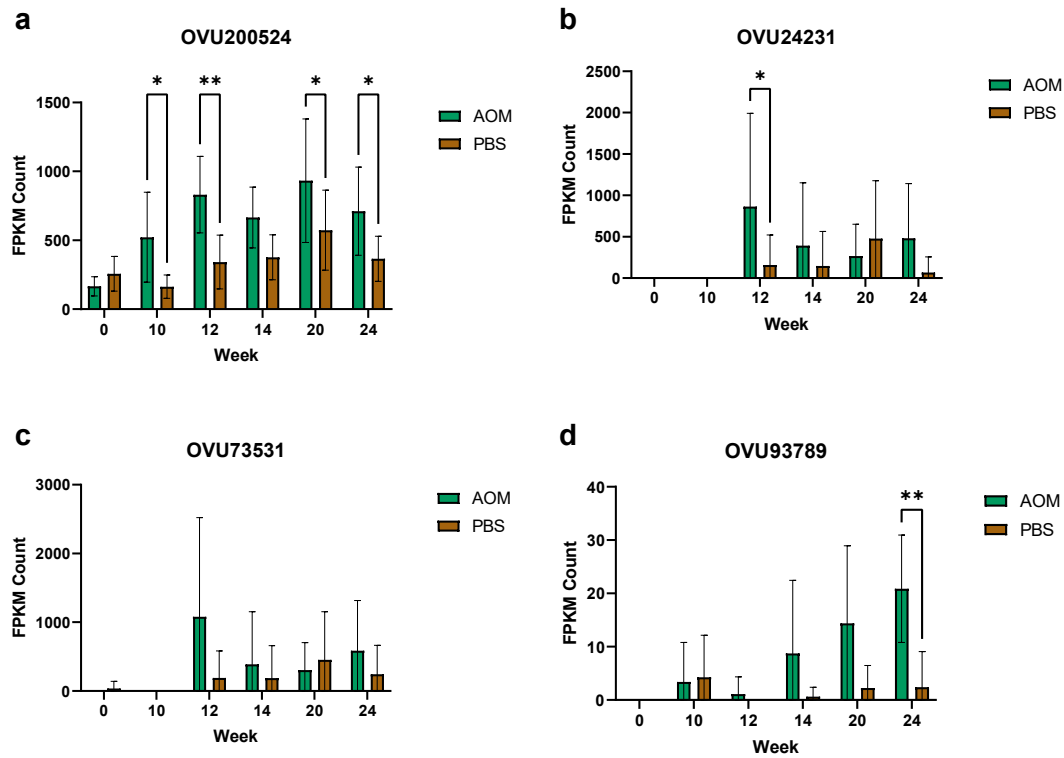 a
OVU200524
* ** * *
1500
1000
500
0
FPKM Count
0 10 12 14 20 24
Week
AOM
PBS
b
OVU24231
*
2500
2000
1500
1000
500
0
FPKM Count
0 10 12 14 20 24
Week
AOM
PBS
c
OVU73531
3000
2000
1000
0
FPKM Count
0 10 12 14 20 24
Week
AOM
PBS
d
OVU93789
**
40
30
20
10
0
FPKM Count
0 10 12 14 20 24
Week
AOM
PBS